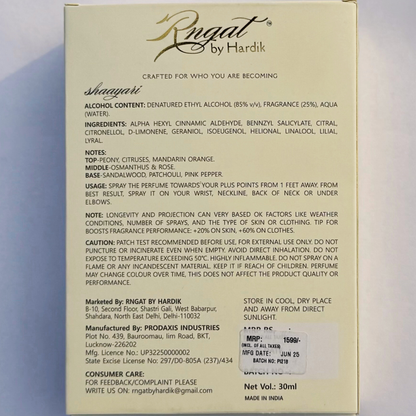 Rngat™
by Hardik
CRAFTED FOR WHO YOU ARE BECOMING
shaayari
ALCOHOL CONTENT: DENATURED ETHYL ALCOHOL (85% v/v), FRAGRANCE (25%), AQUA
(WATER).
INGREDIENTS: ALPHA HEXYL CINNAMIC ALDEHYDE, BENNZYL SALICYLATE, CITRAL,
CITRONELLOL, D-LIMONENE, GERANIOL, ISOEUGENOL, HELIONAL, LINALOOL, LILIAL,
LYRAL.
NOTES:
TOP-PEONY, CITRUSES, MANDARIN ORANGE.
MIDDLE-OSMANTHUS & ROSE.
BASE-SANDALWOOD, PATCHOULI, PINK PEPPER.
USAGE: SPRAY THE PERFUME TOWARDS YOUR PLUS POINTS FROM 1 FEET AWAY, FROM
BEST RESULT, SPRAY IT ON YOUR WRIST, NECKLINE, BACK OF NECK OR UNDER
ELBOWS.
NOTE: LONGEVITY AND PROJECTION CAN VERY BASED OK FACTORS LIKE WEATHER
CONDITIONS, NUMBER OF SPRAYS, AND THE TYPE OF SKIN OR CLOTHING. TIP FOR
BOOSTS FRAGRANCE PERFORMANCE: +20% ON SKIN, +60% ON CLOTHES.
CAUTION: PATCH TEST RECOMMENDED BEFORE USE, FOR EXTERNAL USE ONLY. DO NOT
PUNCTURE OR INCINERATE EVEN WHEN EMPTY. AVOID DIRECT INHALATION. DO NOT
EXPOSE TO TEMPERATURE EXCEEDING 50°C. HIGHLY INFLAMMABLE. DO NOT SPRAY ON A
FLAME OR ANY INCANDESCENT MATERIAL. KEEP IT IF REACH OF CHILDREN. PERFUME
MAY CHANGE COLOUR OVER TIME, THIS DOES NOT AFFECT THE PRODUCT QUALITY OR
PERFORMANCE.
Marketed By: RNGAT BY HARDIK
B-10, Second Floor, Shastri Gali, West Babarpur,
Shahdara, North East Delhi, Delhi-110032
Manufactured By: PRODAXIS INDUSTRIES
Plot No. 439, Bauroomau, Iim Road, BKT,
Lucknow-226202
Mfg. Licence No.: UP32250000002
State Excise License No: 297/D0-805A (237)/434
CONSUMER CARE:
FOR FEEDBACK/COMPLAINT PLEASE
WRITE US ON: rngatbyhardik@gmail.com
STORE IN COOL, DRY PLACE
AND AWAY FROM DIRECT
SUNLIGHT.
MRP: 1599/-
(INCL. OF ALL TAXES)
MFG DATE: JUN 25
BATCH NO: PI218
Net Vol.: 30ml
MADE IN INDIA